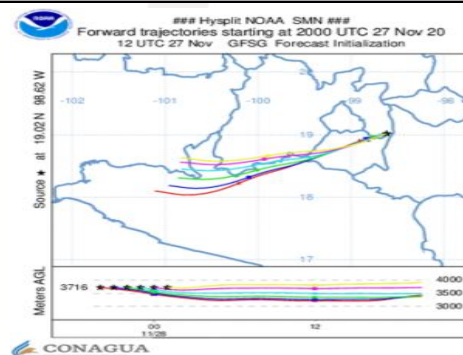 ### Hysplit NOAA SMN ###
Forward trajectories starting at 2000 UTC 27 Nov 20
12 UTC 27 Nov GFSG Forecast Initialization
Source ★ at 19.02 N 98.62 W
-102
-101
-100
-99
-98
19
18
17
Meters AGL
3716
4000
3500
3000
00
12
11/28
CONAGUA